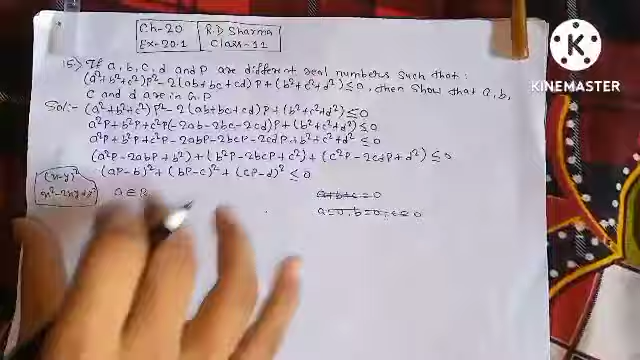 Ch-20
Ex-20.1
R.D Sharma
Class-11
15) If a, b, c, d and P are different real numbers such that:
(a²+b²+c²)P²-2(ab+bc+cd)P+(b²+c²+d²)≤0, then show that a, b,
c and d are in G.P
Sol:- (a²+b²+c²)P²-2(ab+bc+cd)P+(b²+c²+d²)≤0
a²P+b²P+c²P(-2ab-2bc-2cd)P+(b²+c²+d²)≤0
a²P+b²P+c²P-2abP-2bcP-2cdP+b²+c²+d²≤0
(a²P-2abP+b²)+(b²P-2bcP+c²)+(c²P-2cdP+d²)≤0
(aP-b)²+(bP-c)²+(cP-d)²≤0
(x-y)²
x²-2xy+y²
a∈R
a+b+c=0
a=0, b=0, c=0
K
KINEMASTER